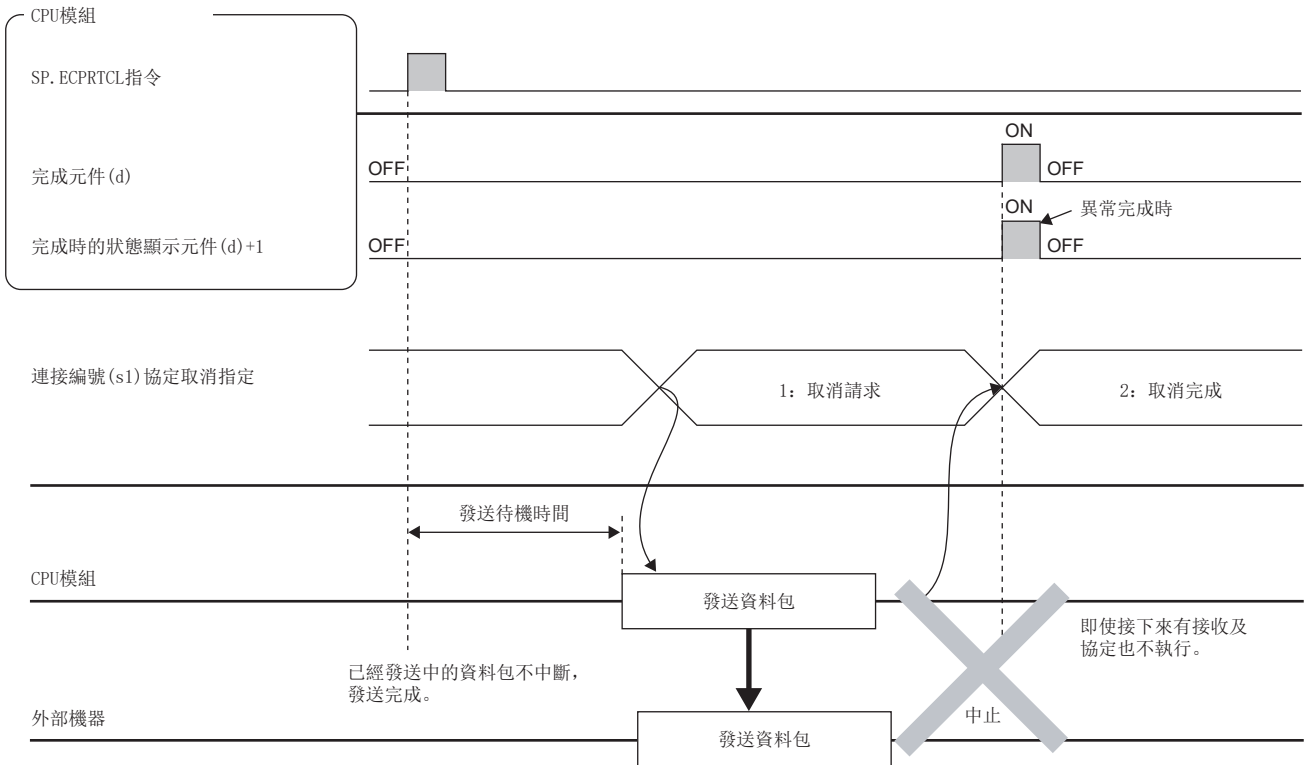 CPU模組
SP.ECPRTCL指令
ON
完成元件(d)
OFF
OFF
ON
異常完成時
完成時的狀態顯示元件(d)+1
OFF
OFF
連接編號(s1)協定取消指定
1: 取消請求
2: 取消完成
發送待機時間
CPU模組
發送資料包
即使接下來有接收及
協定也不執行。
已經發送中的資料包不中斷，
發送完成。
外部機器
發送資料包
中止